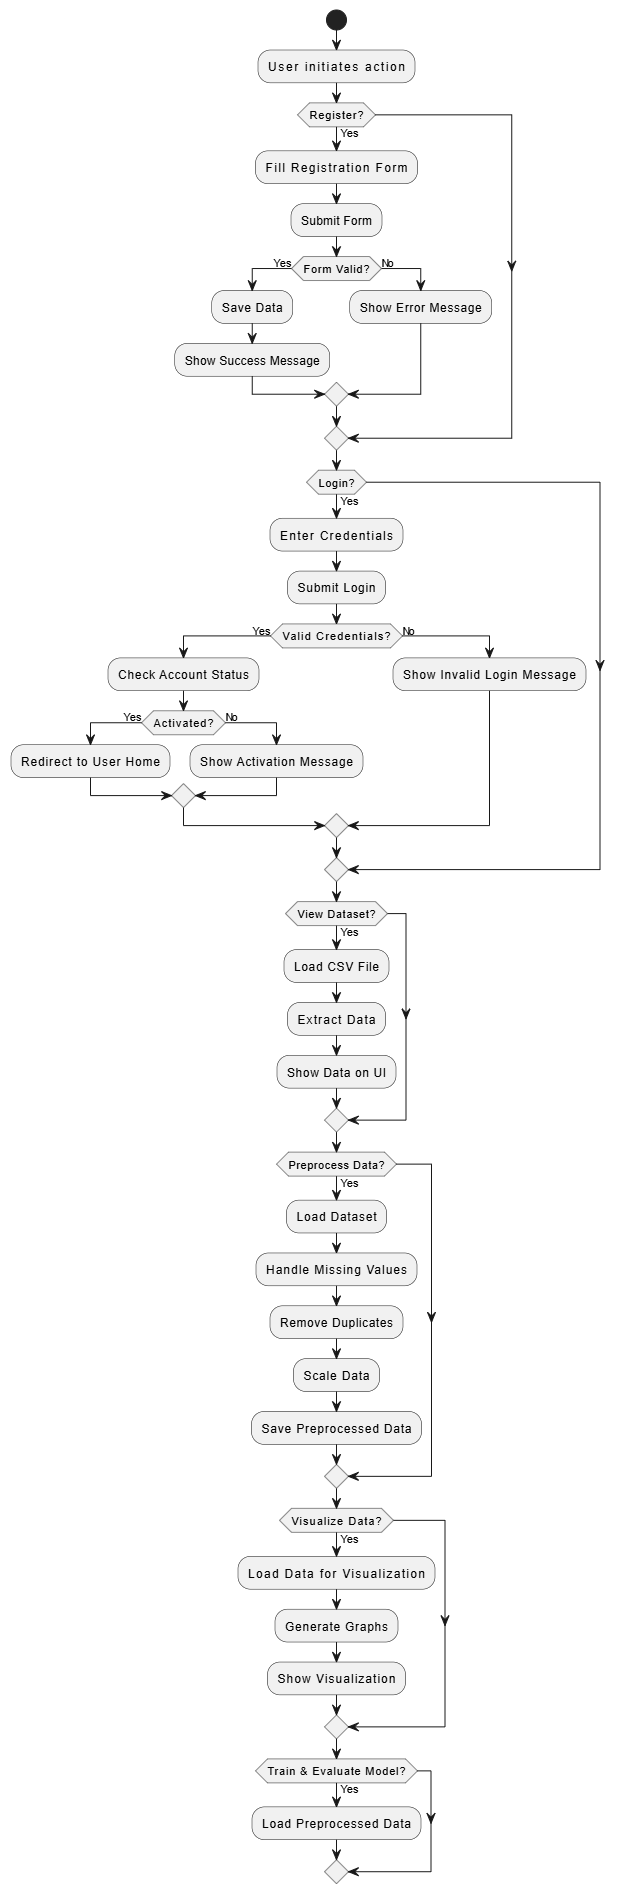 User initiates action
Register?
Yes
Fill Registration Form
Submit Form
Yes
Form Valid?
No
Save Data
Show Error Message
Show Success Message
Login?
Yes
Enter Credentials
Submit Login
Yes
Valid Credentials?
No
Check Account Status
Show Invalid Login Message
Yes
Activated?
No
Redirect to User Home
Show Activation Message
View Dataset?
Yes
Load CSV File
Extract Data
Show Data on UI
Preprocess Data?
Yes
Load Dataset
Handle Missing Values
Remove Duplicates
Scale Data
Save Preprocessed Data
Visualize Data?
Yes
Load Data for Visualization
Generate Graphs
Show Visualization
Train & Evaluate Model?
Yes
Load Preprocessed Data